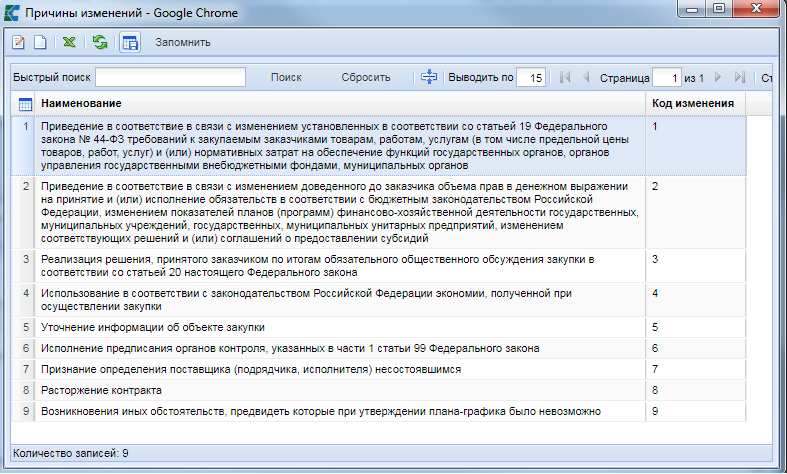 Причины изменений - Google Chrome
Запомнить
Быстрый поиск Поиск Сбросить Выводить по 15 Страница 1 из 1 Ст
Наименование Код изменения
1 Приведение в соответствие в связи с изменением установленных в соответствии со статьей 19 Федерального 1
закона № 44-ФЗ требований к закупаемым заказчиками товарам, работам, услугам (в том числе предельной цены
товаров, работ, услуг) и (или) нормативных затрат на обеспечение функций государственных органов, органов
управления государственными внебюджетными фондами, муниципальных органов
2 Приведение в соответствие в связи с изменением доведенного до заказчика объема прав в денежном выражении 2
на принятие и (или) исполнение обязательств в соответствии с бюджетным законодательством Российской
Федерации, изменением показателей планов (программ) финансово-хозяйственной деятельности государственных,
муниципальных учреждений, государственных, муниципальных унитарных предприятий, изменением
соответствующих решений и (или) соглашений о предоставлении субсидий
3 Реализация решения, принятого заказчиком по итогам обязательного общественного обсуждения закупки в 3
соответствии со статьей 20 настоящего Федерального закона
4 Использование в соответствии с законодательством Российской Федерации экономии, полученной при 4
осуществлении закупки
5 Уточнение информации об объекте закупки 5
6 Исполнение предписания органов контроля, указанных в части 1 статьи 99 Федерального закона 6
7 Признание определения поставщика (подрядчика, исполнителя) несостоявшимся 7
8 Расторжение контракта 8
9 Возникновения иных обстоятельств, предвидеть которые при утверждении плана-графика было невозможно 9
Количество записей: 9